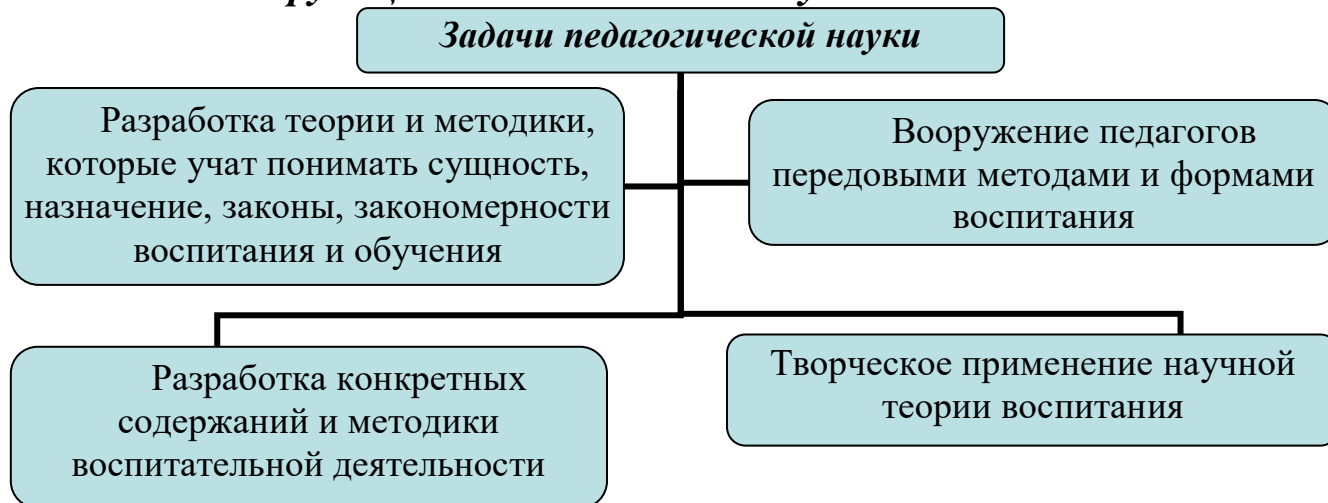 Задачи педагогической науки
Разработка теории и методики,
которые учат понимать сущность,
назначение, законы, закономерности
воспитания и обучения
Вооружение педагогов
передовыми методами и формами
воспитания
Разработка конкретных
содержаний и методики
воспитательной деятельности
Творческое применение научной
теории воспитания